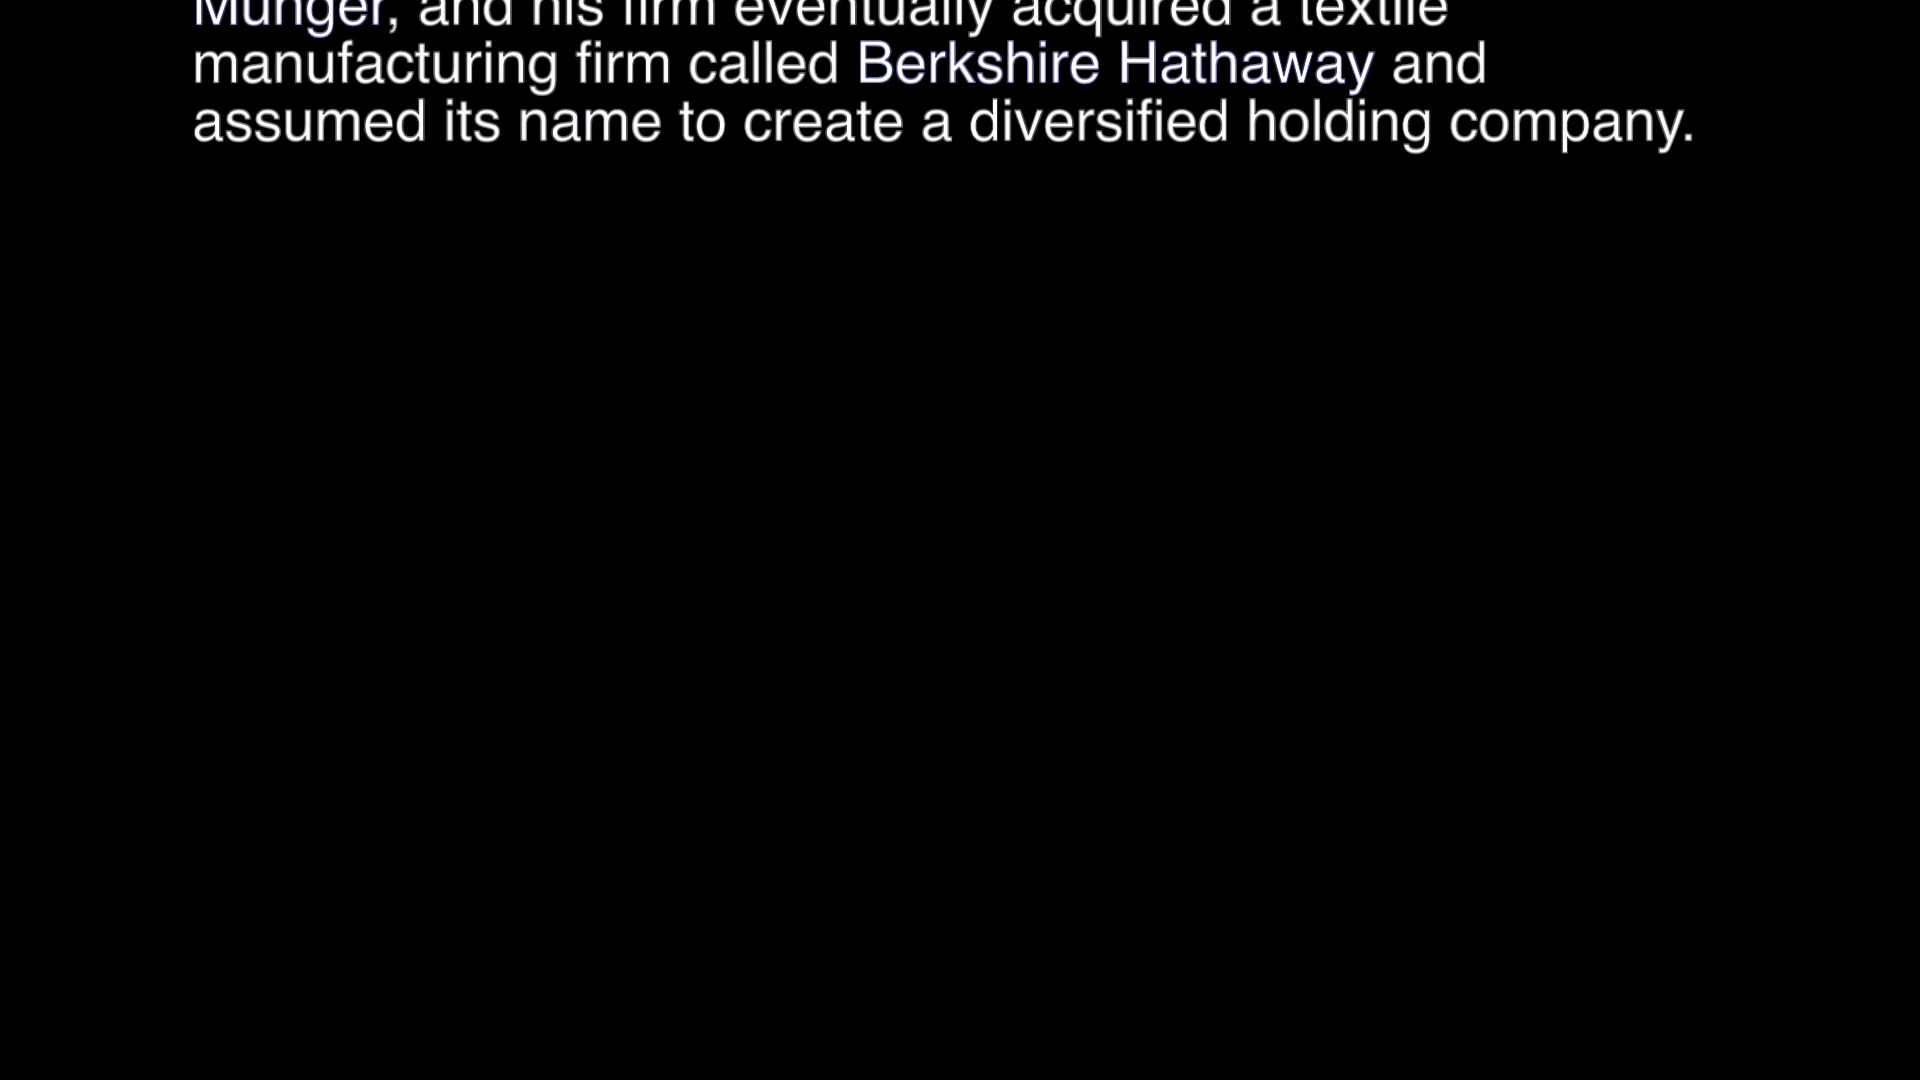 Munger, and his firm eventually acquired a textile
manufacturing firm called Berkshire Hathaway and
assumed its name to create a diversified holding company.